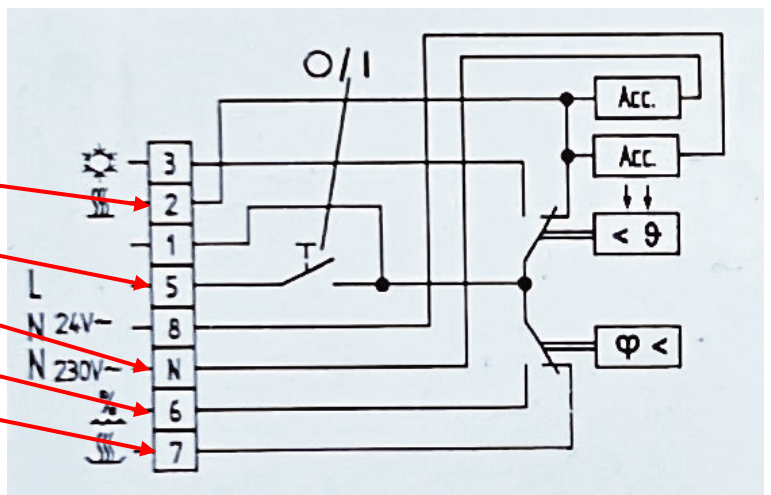 O/I
Acc.
3
Acc.
2
1
< ϑ
L
5
N 24V~
8
N 230V~
N
φ <
6
%
7